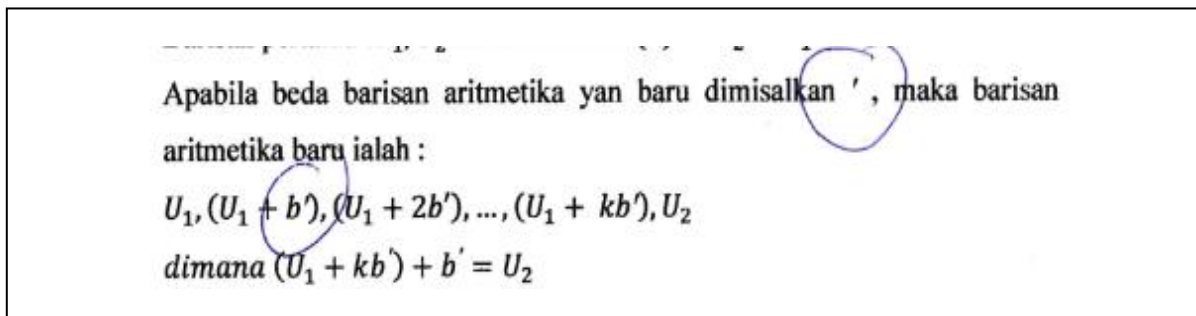 Apabila beda barisan aritmetika yan baru dimisalkan ′ , maka barisan
aritmetika baru ialah :
U₁, (U₁ + b′), (U₁ + 2b′), ..., (U₁ + kb′), U₂
dimana (U₁ + kb′) + b′ = U₂